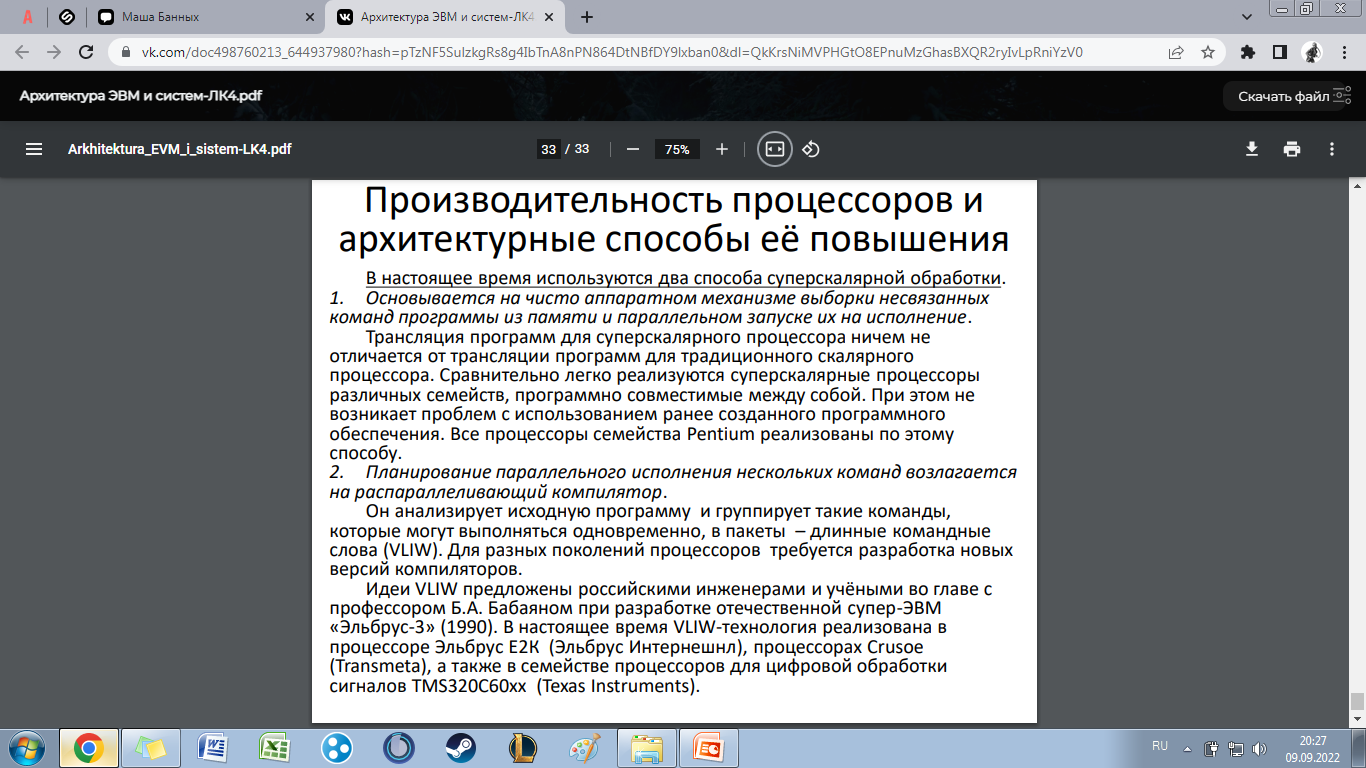 Маша Банных
Архитектура ЭВМ и систем-ЛК4
vk.com/doc498760213_644937980?hash=pTzNF5SuIzkgRs8g4IbTnA8nPN864DtNBfDY9lxban0&dl=QkKrsNiMVPHGtO8EPnuMzGhasBXQR2ryIvLpRniYzV0
Архитектура ЭВМ и систем-ЛК4.pdf
Скачать файл
Arkhitektura_EVM_i_sistem-LK4.pdf
33 / 33
75%
Производительность процессоров и
архитектурные способы её повышения
В настоящее время используются два способа суперскалярной обработки.
1. Основывается на чисто аппаратном механизме выборки несвязанных
команд программы из памяти и параллельном запуске их на исполнение.
Трансляция программ для суперскалярного процессора ничем не
отличается от трансляции программ для традиционного скалярного
процессора. Сравнительно легко реализуются суперскалярные процессоры
различных семейств, программно совместимые между собой. При этом не
возникает проблем с использованием ранее созданного программного
обеспечения. Все процессоры семейства Pentium реализованы по этому
способу.
2. Планирование параллельного исполнения нескольких команд возлагается
на распараллеливающий компилятор.
Он анализирует исходную программу и группирует такие команды,
которые могут выполняться одновременно, в пакеты – длинные командные
слова (VLIW). Для разных поколений процессоров требуется разработка новых
версий компиляторов.
Идеи VLIW предложены российскими инженерами и учёными во главе с
профессором Б.А. Бабаяном при разработке отечественной супер-ЭВМ
«Эльбрус-3» (1990). В настоящее время VLIW-технология реализована в
процессоре Эльбрус E2K (Эльбрус Интернешнл), процессорах Crusoe
(Transmeta), а также в семействе процессоров для цифровой обработки
сигналов TMS320C60xx (Texas Instruments).
RU
20:27
09.09.2022